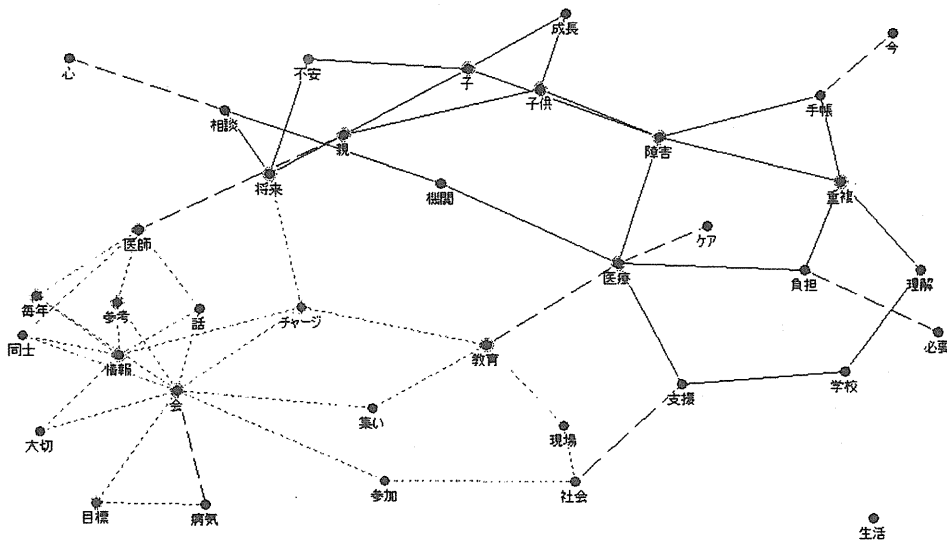 成長
今
心
不安
子
子供
手帳
相談
親
障害
将来
機関
重複
医師
ケア
医療
負担
理解
毎年
参考
話
チャージ
同士
情報
教育
必要
会
支援
学校
集い
大切
現場
参加
社会
目標
病気
生活